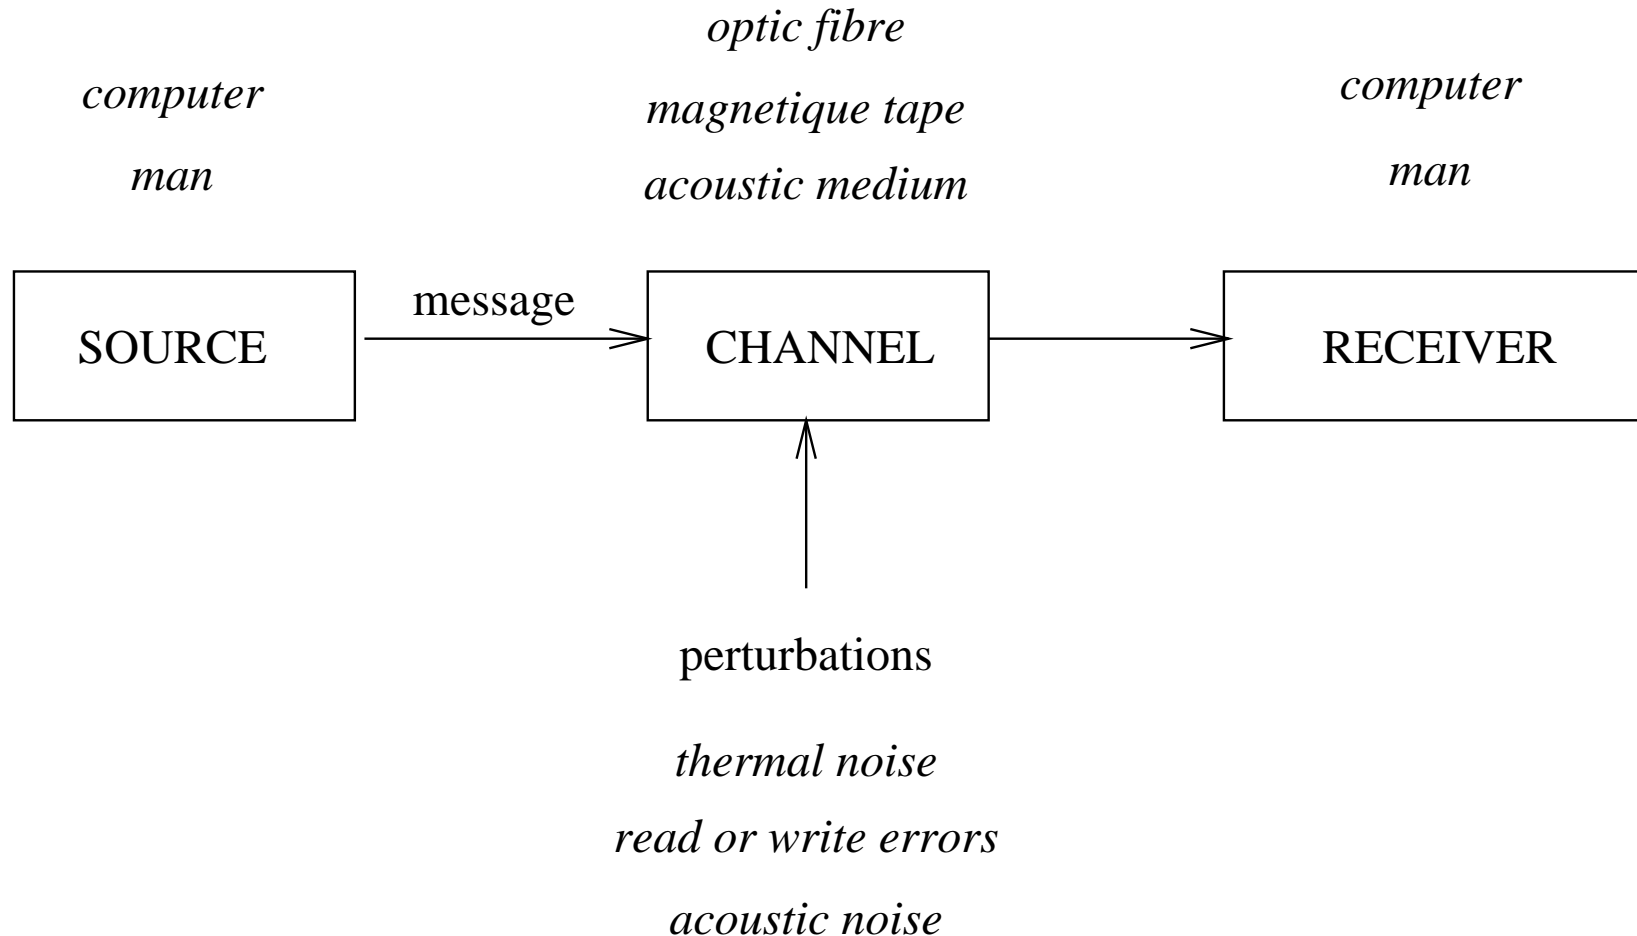 optic fibre
computer
magnetique tape
computer
man
acoustic medium
man
message
SOURCE
CHANNEL
RECEIVER
perturbations
thermal noise
read or write errors
acoustic noise